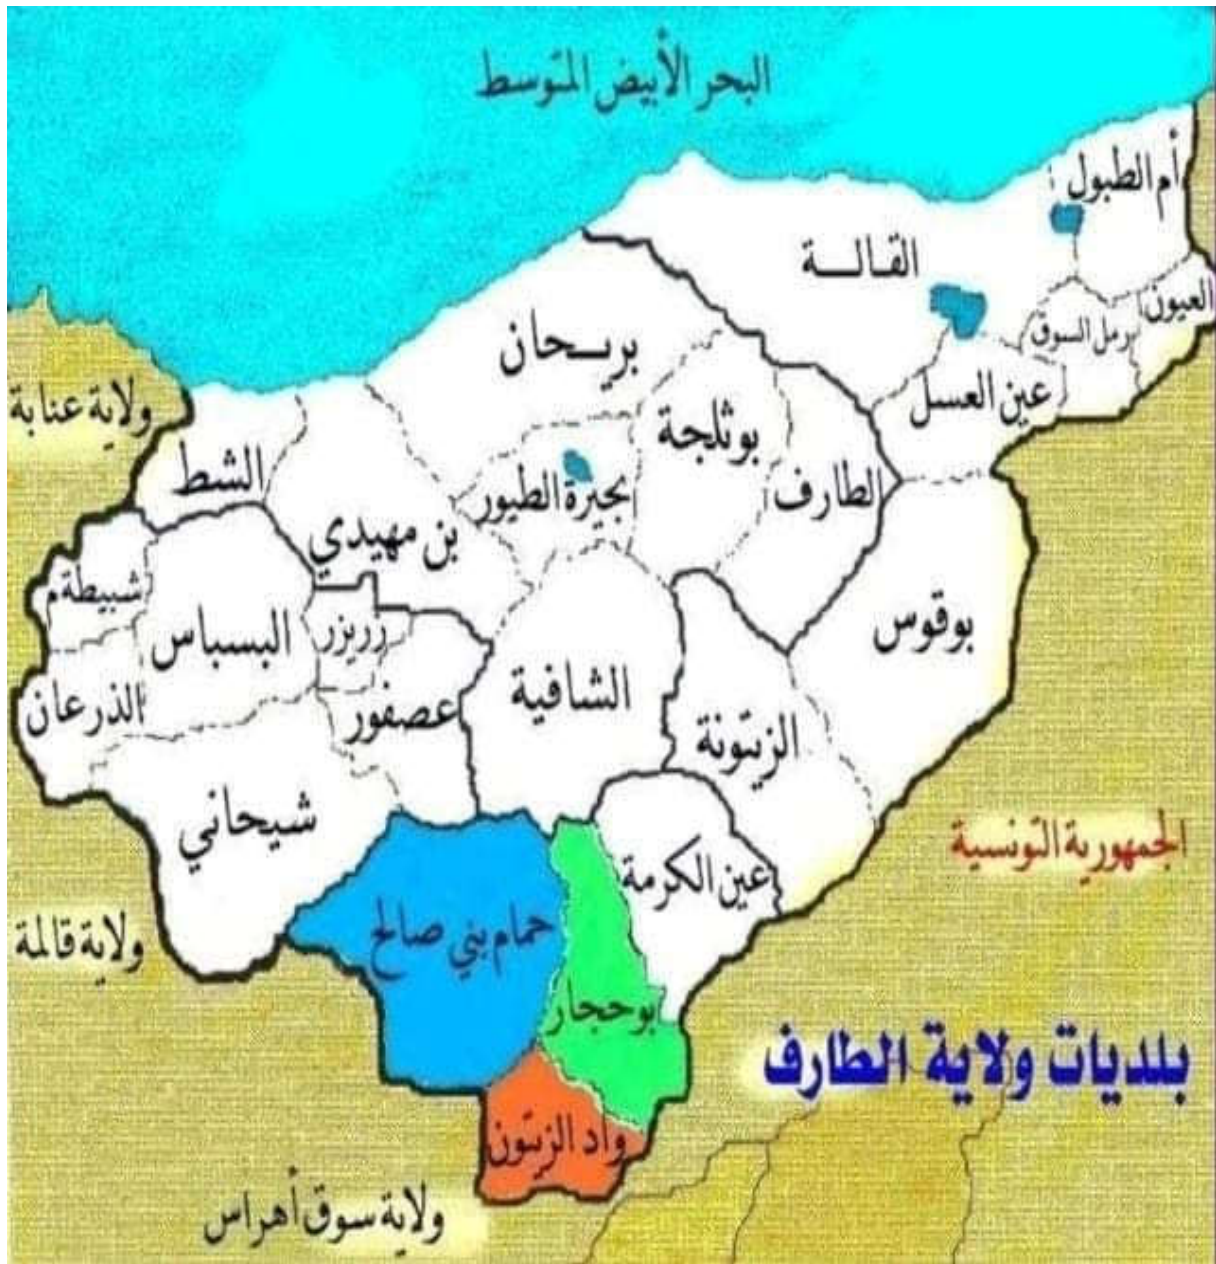 البحر الأبيض المتوسط
أم الطبول
القالة
العيون
رمل السوق
بريحان
عين العسل
ولاية عنابة
بوثلجة
الشط
الطارف
بحيرة الطيور
بن مهيدي
شبيطة م
زريزر
البسباس
بوقوس
الشافية
الذرعان
عصفور
الزيتونة
شيحاني
الجمهورية التونسية
عين الكرمة
حمام بني صالح
ولاية قالمة
بوحجار
بلديات ولاية الطارف
واد الزيتون
ولاية سوق أهراس